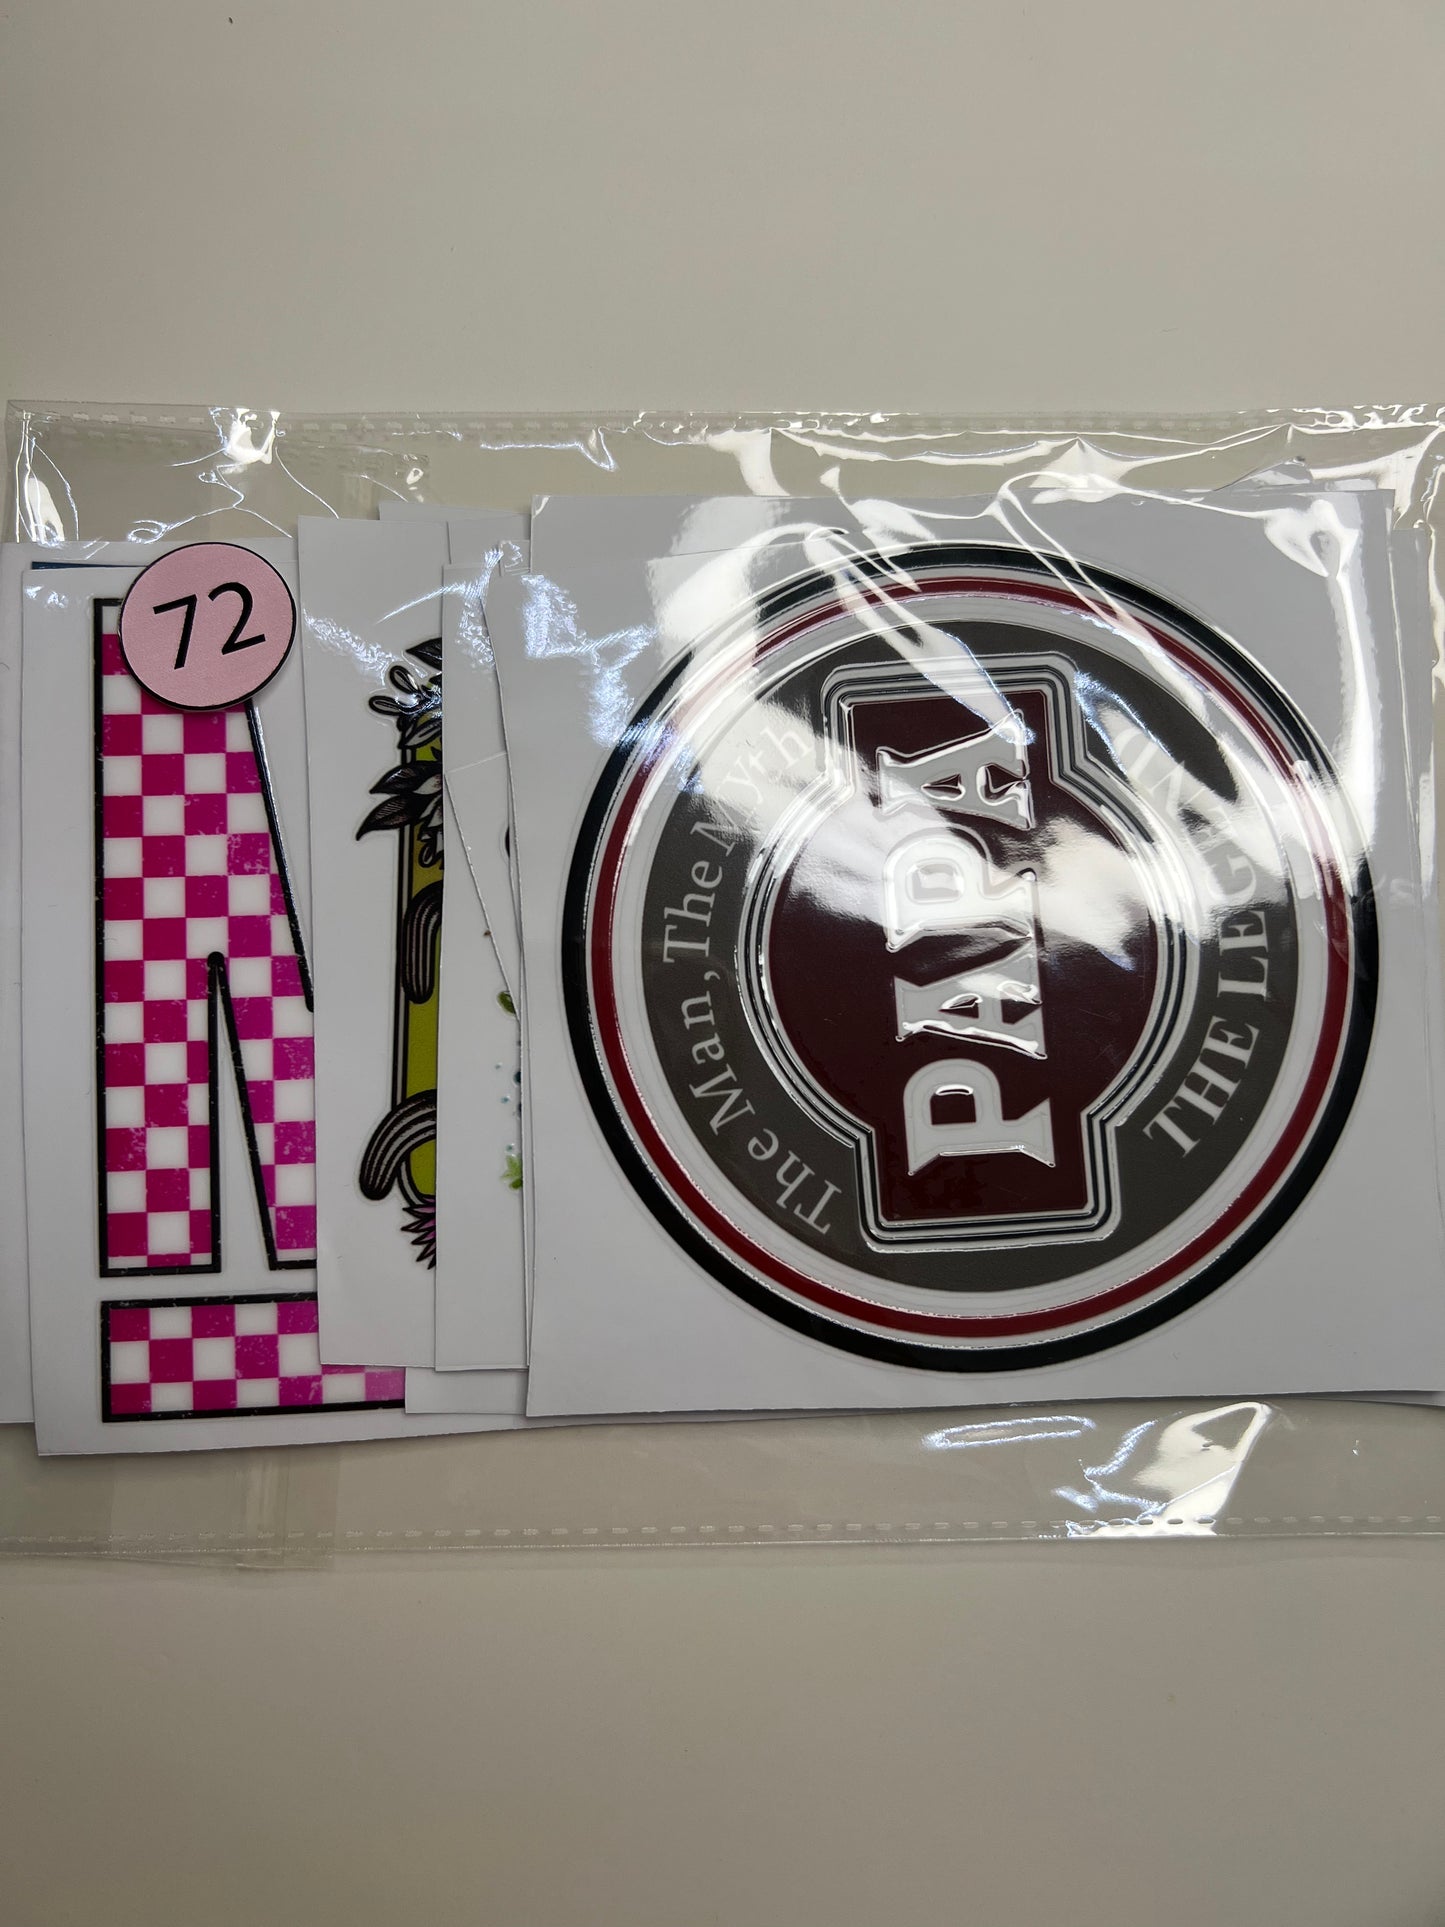 72
The Man, The Myth,
PAPA
THE LEGEND